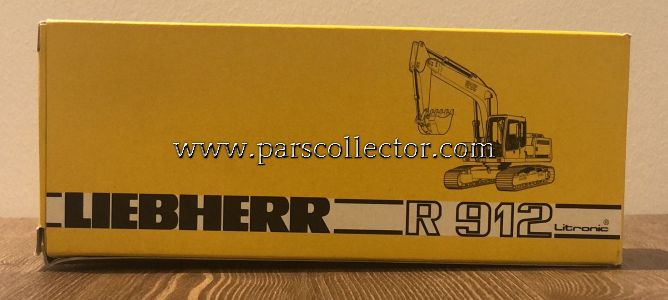 www.parscollector.com
LIEBHERR R 912 Litronic®